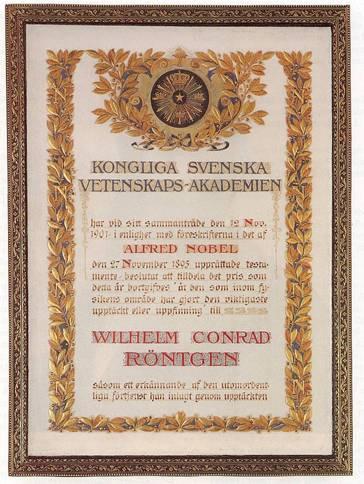 KONGLIGA SVENSKA
VETENSKAPS-AKADEMIEN
har vid sitt sammanträde den 12 Nov.
1901 i enlighet med föreskrifterna i det af
ALFRED NOBEL
den 27 November 1895 upprättade testa-
mente beslutat att tilldela det pris som
detta år bortgifves "åt den som inom fy-
sikens område har gjort den viktigaste
upptäckt eller uppfinning" till
WILHELM CONRAD
RÖNTGEN
såsom ett erkännande af den utomordent-
liga förtjenst han inlagt genom upptäckten